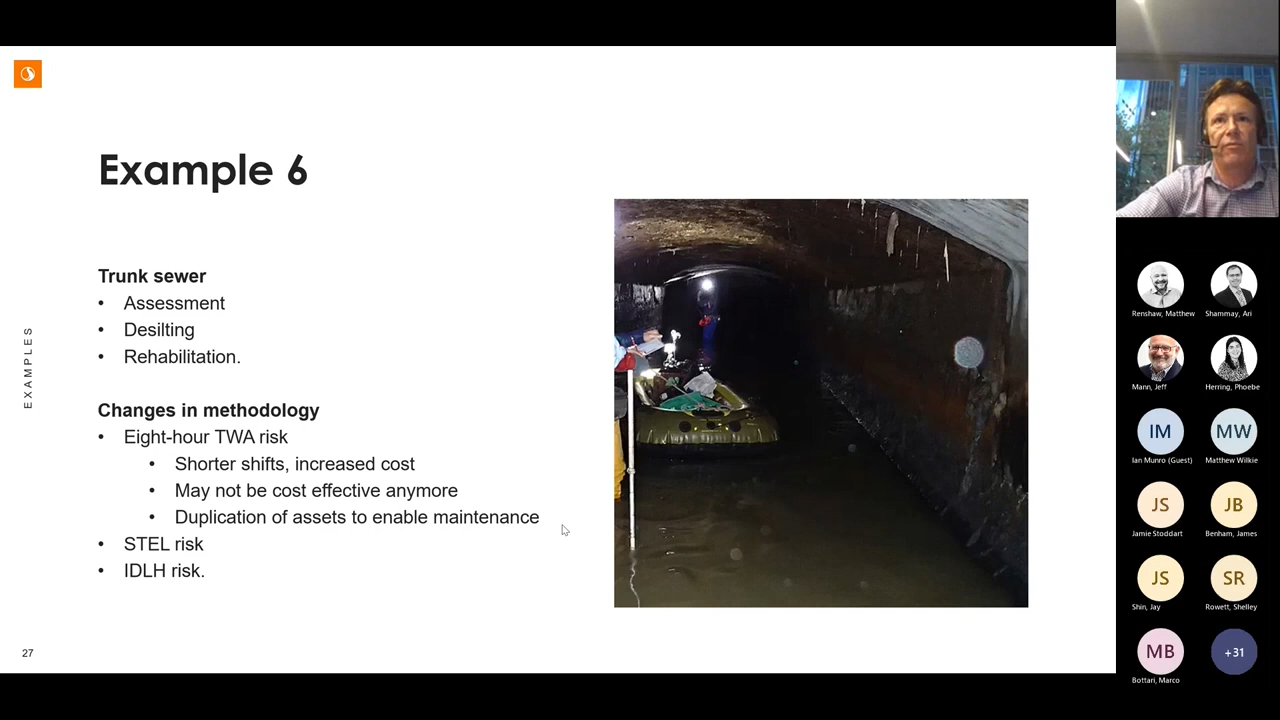 Example 6
Trunk sewer
• Assessment
• Desilting
• Rehabilitation.
Changes in methodology
• Eight-hour TWA risk
• Shorter shifts, increased cost
• May not be cost effective anymore
• Duplication of assets to enable maintenance
• STEL risk
• IDLH risk.
EXAMPLES
27
Renshaw, Matthew
Shammay, Ari
Mann, Jeff
Herring, Phoebe
IM
MW
Ian Munro (Guest)
Matthew Wilkie
JS
JB
Jamie Stoddart
Benham, James
JS
SR
Shin, Jay
Rowett, Shelley
MB
+31
Bottari, Marco